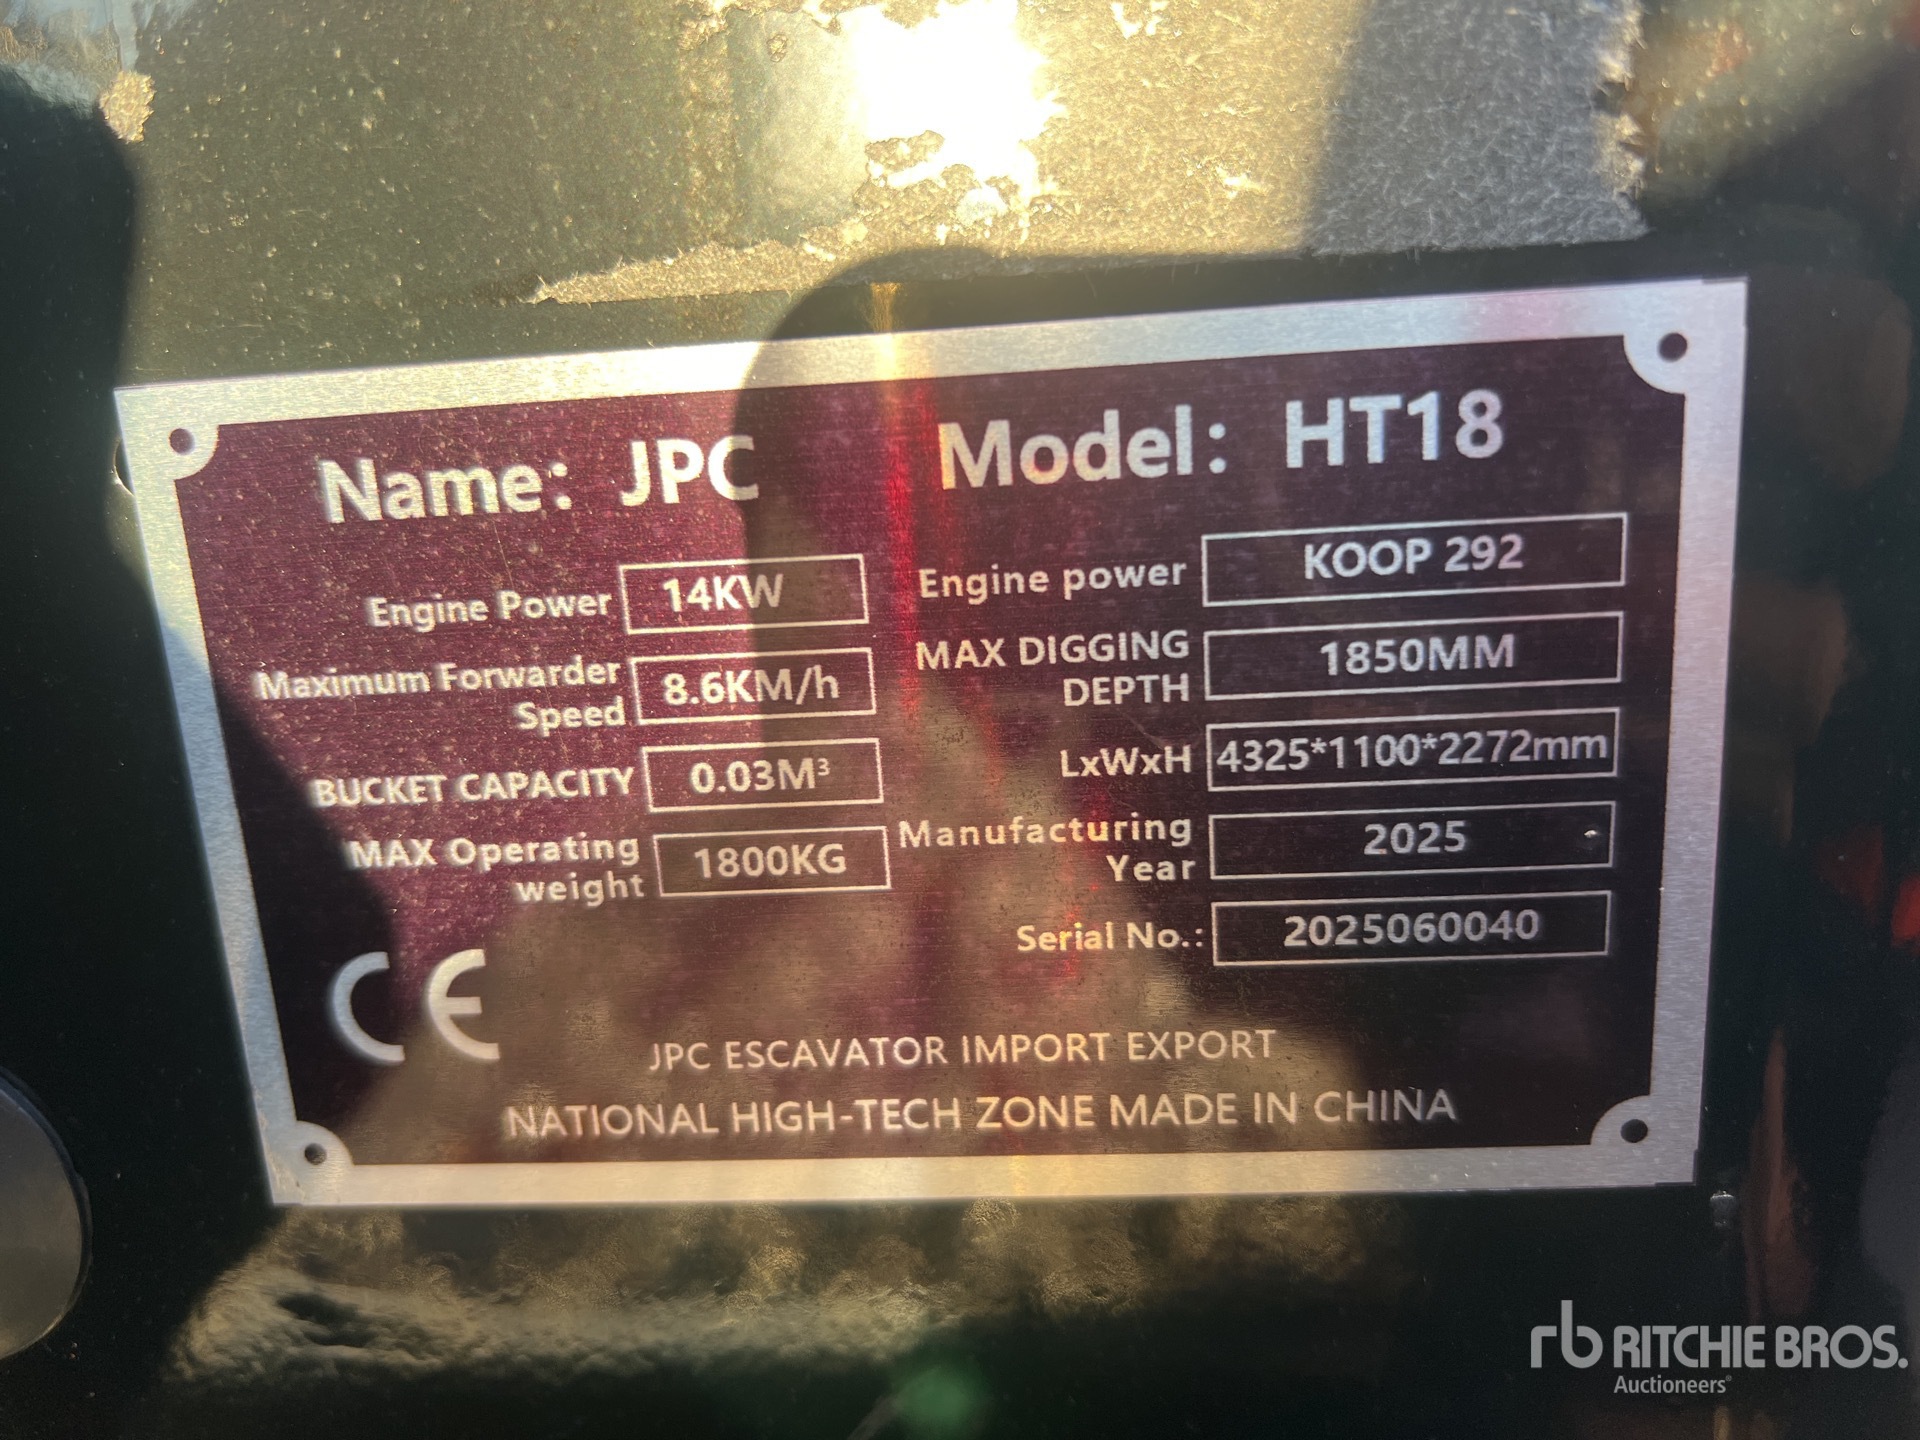 Name: JPC Model: HT18
Engine Power 14KW
Engine power KOOP 292
Maximum Forwarder Speed 8.6KM/h
MAX DIGGING DEPTH 1850MM
BUCKET CAPACITY 0.03M³
LxWxH 4325*1100*2272mm
MAX Operating weight 1800KG
Manufacturing Year 2025
Serial No.: 2025060040
CE
JPC ESCAVATOR IMPORT EXPORT
NATIONAL HIGH-TECH ZONE MADE IN CHINA
rb RITCHIE BROS.
Auctioneers®